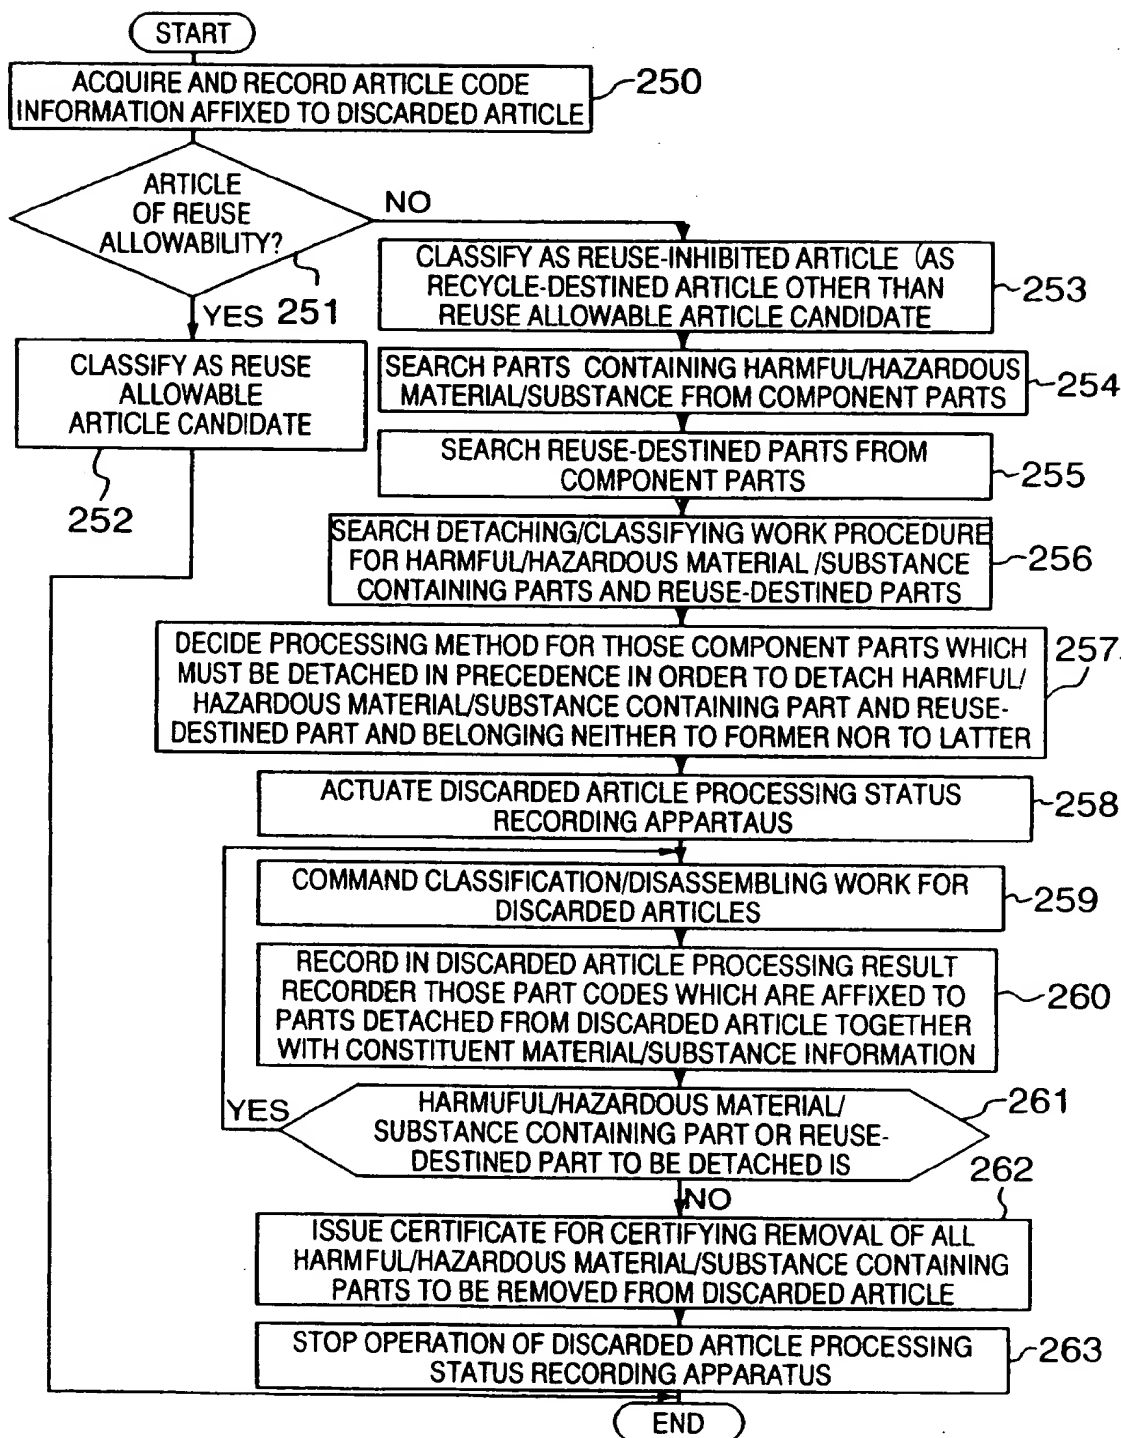 START
ACQUIRE AND RECORD ARTICLE CODE
INFORMATION AFFIXED TO DISCARDED ARTICLE
250
ARTICLE
OF REUSE
ALLOWABILITY?
NO
251
YES
CLASSIFY AS REUSE
ALLOWABLE
ARTICLE CANDIDATE
252
CLASSIFY AS REUSE-INHIBITED ARTICLE (AS
RECYCLE-DESTINED ARTICLE OTHER THAN
REUSE ALLOWABLE ARTICLE CANDIDATE
253
SEARCH PARTS CONTAINING HARMFUL/HAZARDOUS
MATERIAL/SUBSTANCE FROM COMPONENT PARTS
254
SEARCH REUSE-DESTINED PARTS FROM
COMPONENT PARTS
255
SEARCH DETACHING/CLASSIFYING WORK PROCEDURE
FOR HARMFUL/HAZARDOUS MATERIAL/SUBSTANCE
CONTAINING PARTS AND REUSE-DESTINED PARTS
256
DECIDE PROCESSING METHOD FOR THOSE COMPONENT PARTS WHICH
MUST BE DETACHED IN PRECEDENCE IN ORDER TO DETACH HARMFUL/
HAZARDOUS MATERIAL/SUBSTANCE CONTAINING PART AND REUSE-
DESTINED PART AND BELONGING NEITHER TO FORMER NOR TO LATTER
257
ACTUATE DISCARDED ARTICLE PROCESSING STATUS
RECORDING APPARTAUS
258
COMMAND CLASSIFICATION/DISASSEMBLING WORK FOR
DISCARDED ARTICLES
259
RECORD IN DISCARDED ARTICLE PROCESSING RESULT
RECORDER THOSE PART CODES WHICH ARE AFFIXED TO
PARTS DETACHED FROM DISCARDED ARTICLE TOGETHER
WITH CONSTITUENT MATERIAL/SUBSTANCE INFORMATION
260
YES
HARMUFUL/HAZARDOUS MATERIAL/
SUBSTANCE CONTAINING PART OR REUSE-
DESTINED PART TO BE DETACHED IS
261
NO
262
ISSUE CERTIFICATE FOR CERTIFYING REMOVAL OF ALL
HARMFUL/HAZARDOUS MATERIAL/SUBSTANCE CONTAINING
PARTS TO BE REMOVED FROM DISCARDED ARTICLE
STOP OPERATION OF DISCARDED ARTICLE PROCESSING
STATUS RECORDING APPARATUS
263
END